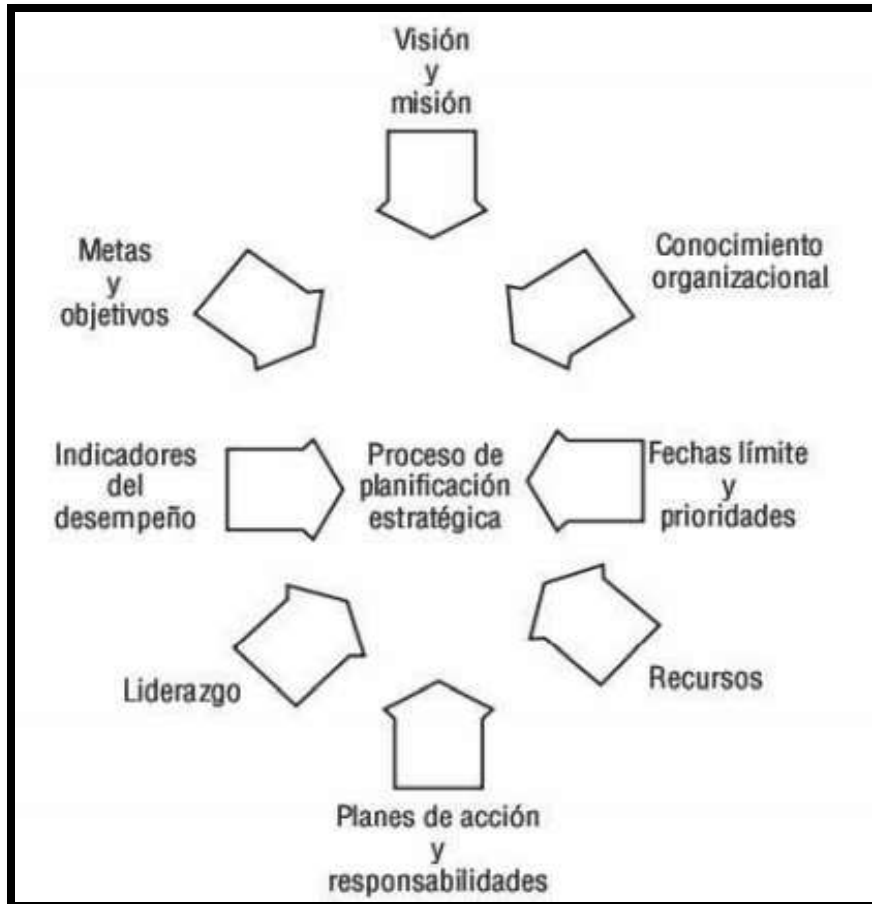 Visión
y
misión
Metas
y
objetivos
Conocimiento
organizacional
Indicadores
del
desempeño
Proceso de
planificación
estratégica
Fechas límite
y
prioridades
Liderazgo
Recursos
Planes de acción
y
responsabilidades